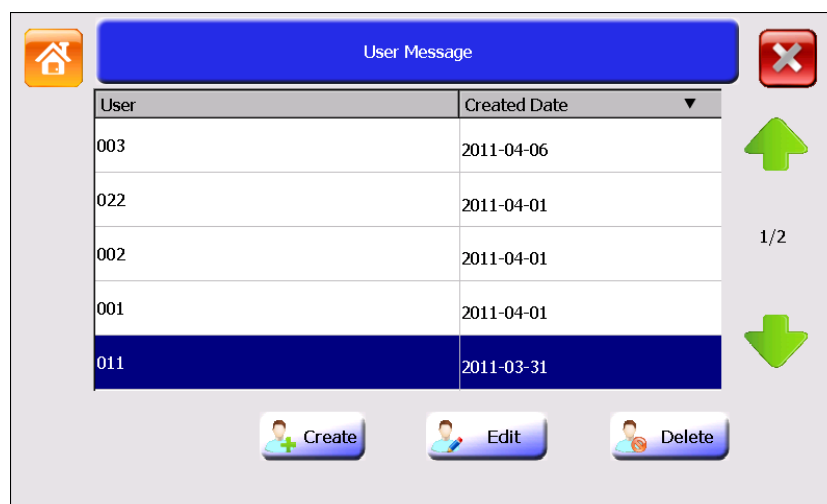 User Message
User Created Date ▼
003 2011-04-06
022 2011-04-01
002 2011-04-01
1/2
001 2011-04-01
011 2011-03-31
Create Edit Delete